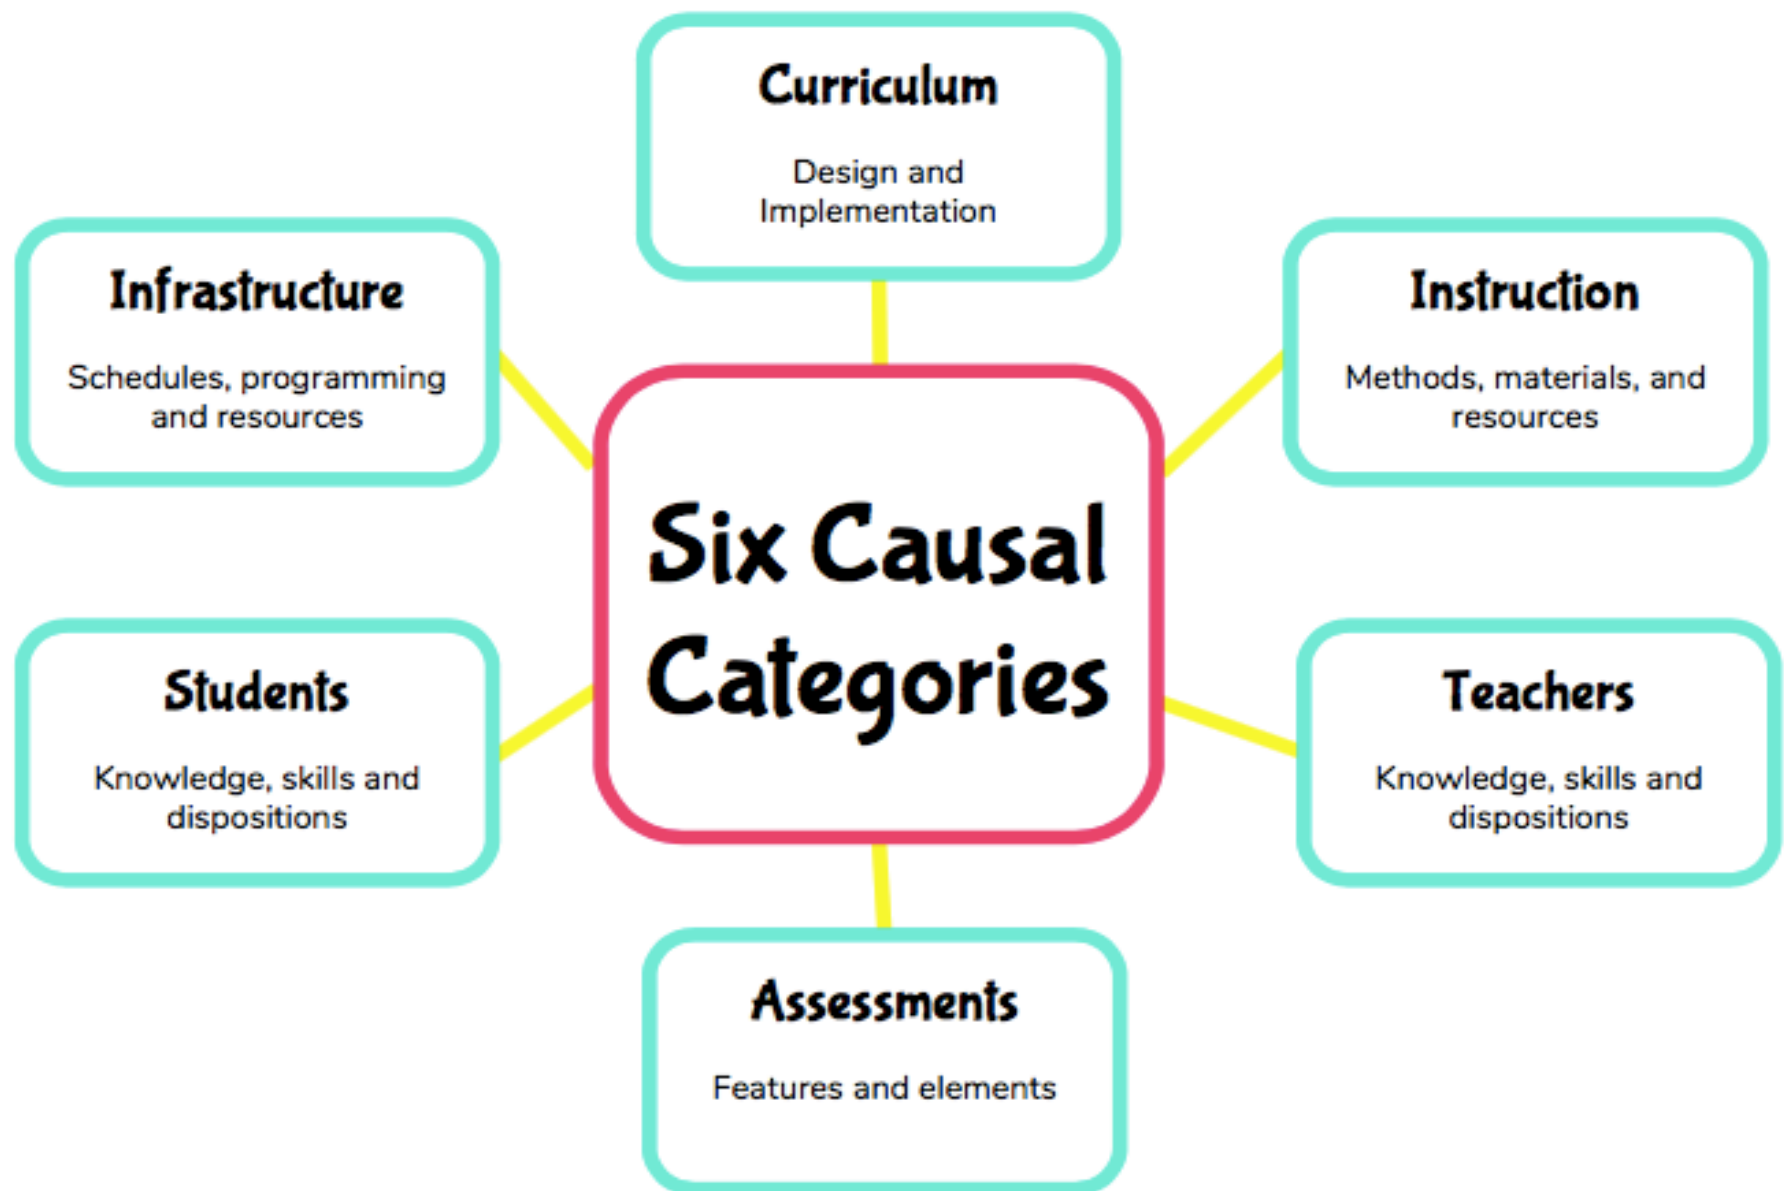 Curriculum
Design and
Implementation
Infrastructure
Schedules, programming
and resources
Instruction
Methods, materials, and
resources
Six Causal
Categories
Students
Knowledge, skills and
dispositions
Teachers
Knowledge, skills and
dispositions
Assessments
Features and elements